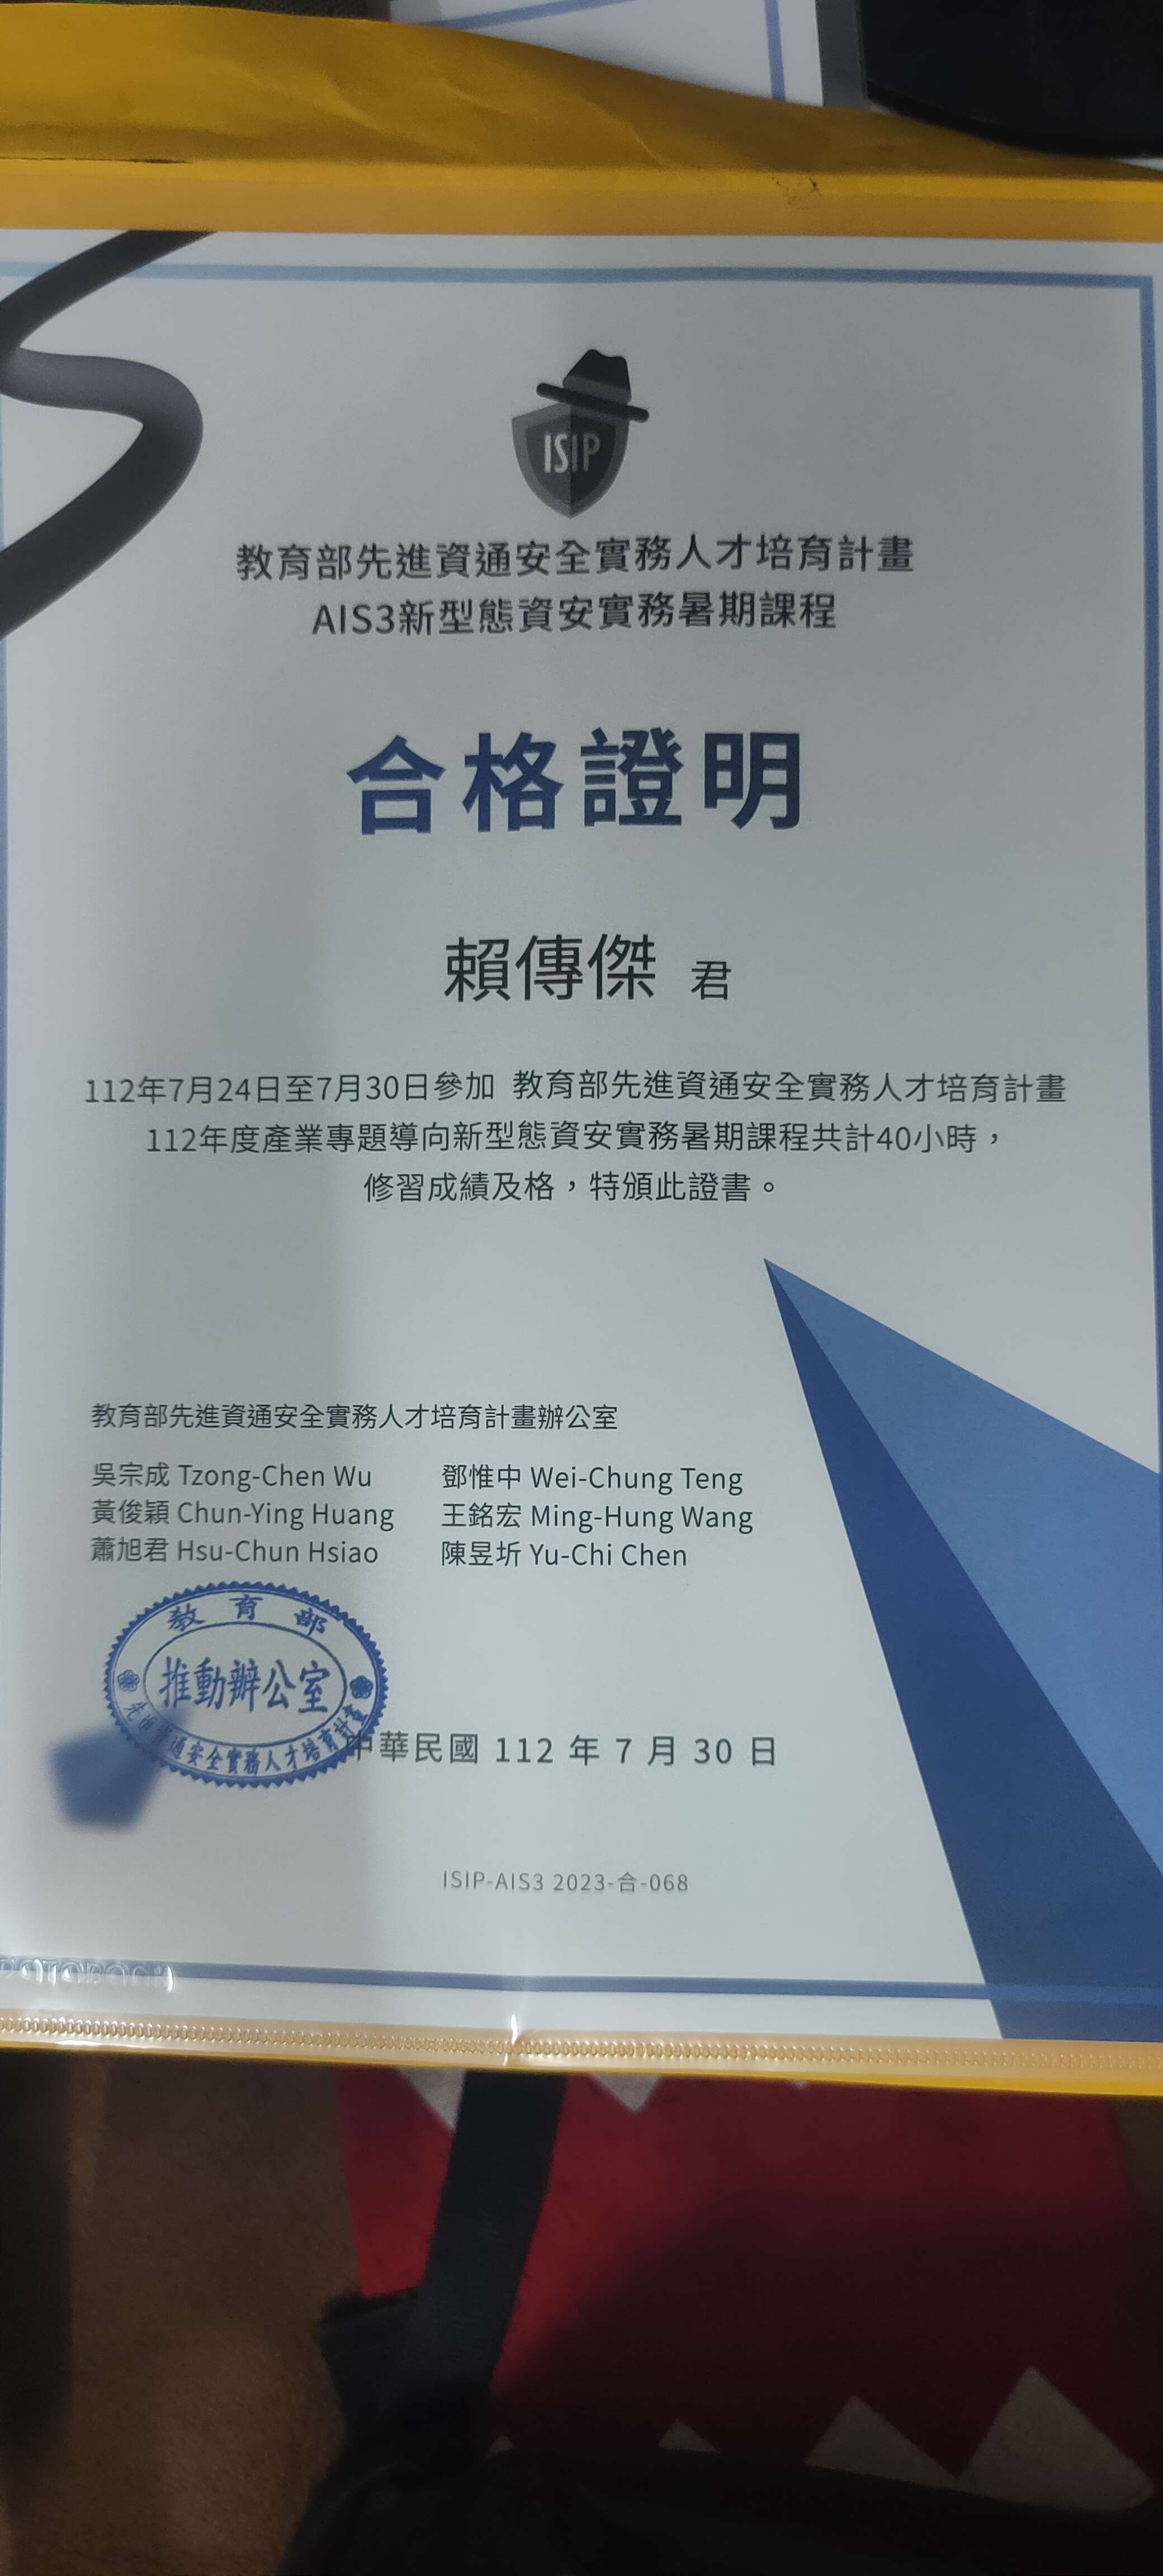 ISIP
教育部先進資通安全實務人才培育計畫
AIS3新型態資安實務暑期課程
合格證明
賴傳傑 君
112年7月24日至7月30日參加 教育部先進資通安全實務人才培育計畫
112年度產業專題導向新型態資安實務暑期課程共計40小時，
修習成績及格，特頒此證書。
教育部先進資通安全實務人才培育計畫辦公室
吳宗成 Tzong-Chen Wu 鄧惟中 Wei-Chung Teng
黃俊穎 Chun-Ying Huang 王銘宏 Ming-Hung Wang
蕭旭君 Hsu-Chun Hsiao 陳昱圻 Yu-Chi Chen
教育部
推動辦公室
先進資通安全實務人才培育計畫
中華民國 112 年 7 月 30 日
ISIP-AIS3 2023-合-068